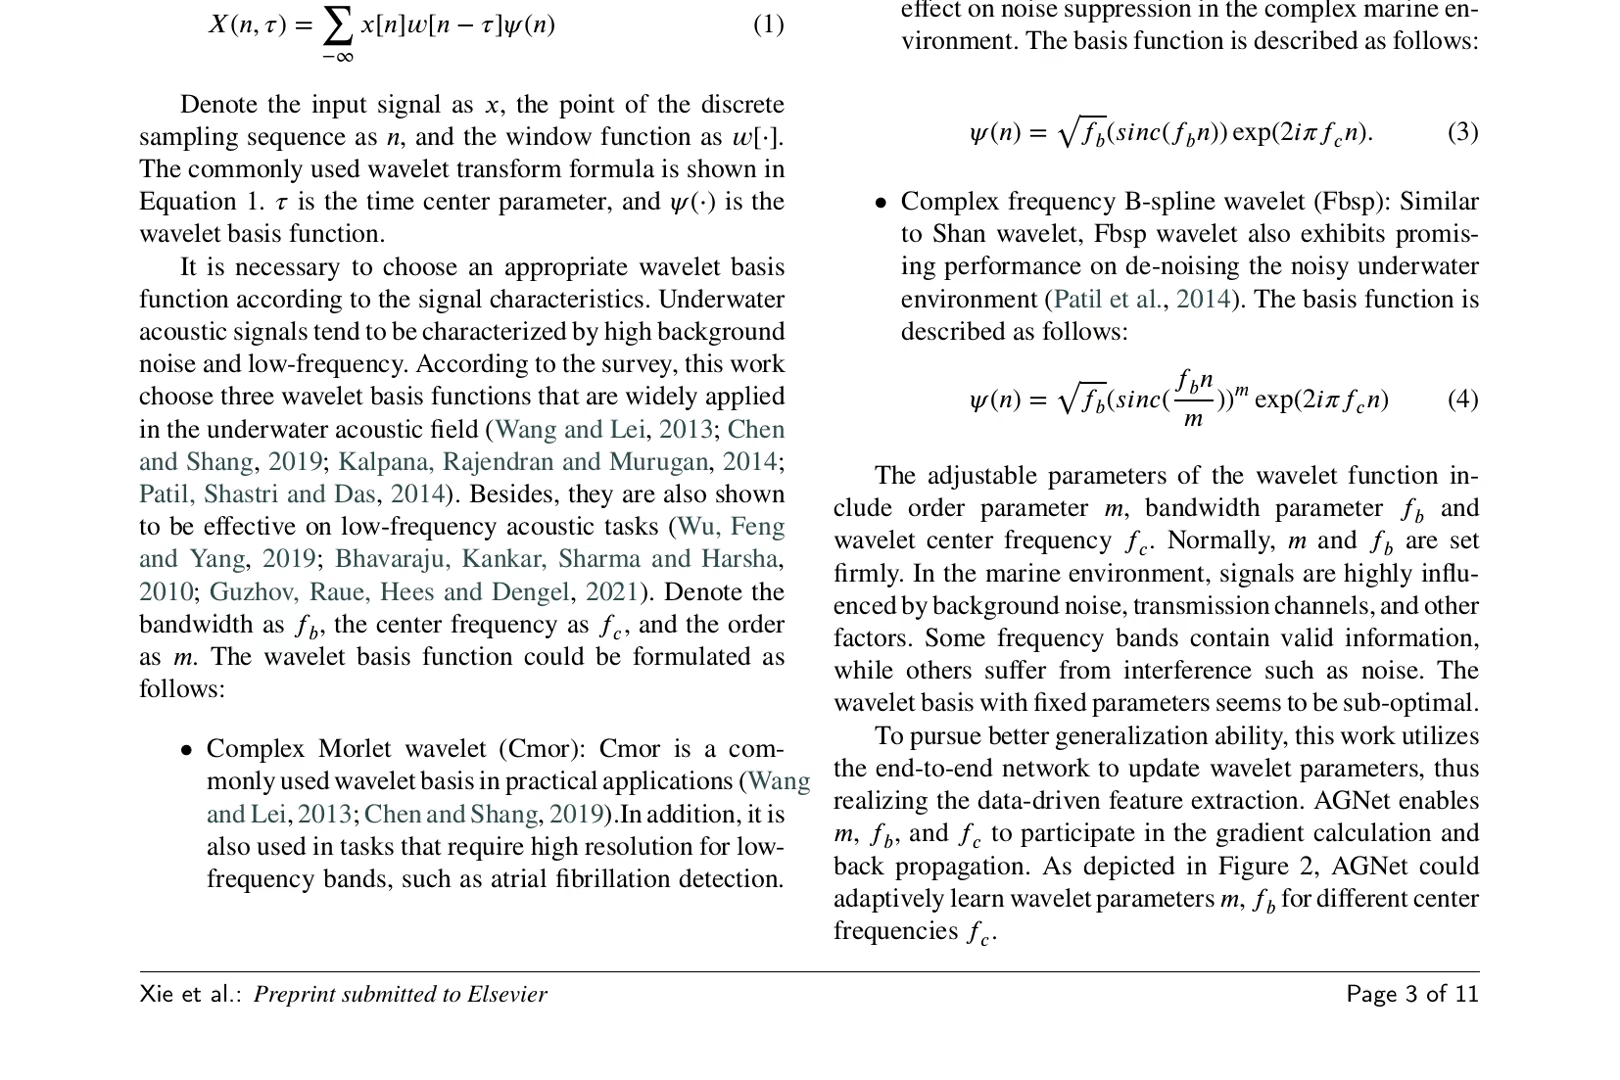 X(n, τ) = ∑ x[n]w[n − τ]ψ(n) (1)
−∞
Denote the input signal as x, the point of the discrete
sampling sequence as n, and the window function as w[·].
The commonly used wavelet transform formula is shown in
Equation 1. τ is the time center parameter, and ψ(·) is the
wavelet basis function.
It is necessary to choose an appropriate wavelet basis
function according to the signal characteristics. Underwater
acoustic signals tend to be characterized by high background
noise and low-frequency. According to the survey, this work
choose three wavelet basis functions that are widely applied
in the underwater acoustic field (Wang and Lei, 2013; Chen
and Shang, 2019; Kalpana, Rajendran and Murugan, 2014;
Patil, Shastri and Das, 2014). Besides, they are also shown
to be effective on low-frequency acoustic tasks (Wu, Feng
and Yang, 2019; Bhavaraju, Kankar, Sharma and Harsha,
2010; Guzhov, Raue, Hees and Dengel, 2021). Denote the
bandwidth as f_b, the center frequency as f_c, and the order
as m. The wavelet basis function could be formulated as
follows:
• Complex Morlet wavelet (Cmor): Cmor is a com-
monly used wavelet basis in practical applications (Wang
and Lei, 2013; Chen and Shang, 2019).In addition, it is
also used in tasks that require high resolution for low-
frequency bands, such as atrial fibrillation detection.
effect on noise suppression in the complex marine en-
vironment. The basis function is described as follows:
ψ(n) = √f_b(sinc(f_b n)) exp(2iπf_c n). (3)
• Complex frequency B-spline wavelet (Fbsp): Similar
to Shan wavelet, Fbsp wavelet also exhibits promis-
ing performance on de-noising the noisy underwater
environment (Patil et al., 2014). The basis function is
described as follows:
ψ(n) = √f_b(sinc(f_b n/m))^m exp(2iπf_c n) (4)
The adjustable parameters of the wavelet function in-
clude order parameter m, bandwidth parameter f_b and
wavelet center frequency f_c. Normally, m and f_b are set
firmly. In the marine environment, signals are highly influ-
enced by background noise, transmission channels, and other
factors. Some frequency bands contain valid information,
while others suffer from interference such as noise. The
wavelet basis with fixed parameters seems to be sub-optimal.
To pursue better generalization ability, this work utilizes
the end-to-end network to update wavelet parameters, thus
realizing the data-driven feature extraction. AGNet enables
m, f_b, and f_c to participate in the gradient calculation and
back propagation. As depicted in Figure 2, AGNet could
adaptively learn wavelet parameters m, f_b for different center
frequencies f_c.
Xie et al.: Preprint submitted to Elsevier Page 3 of 11